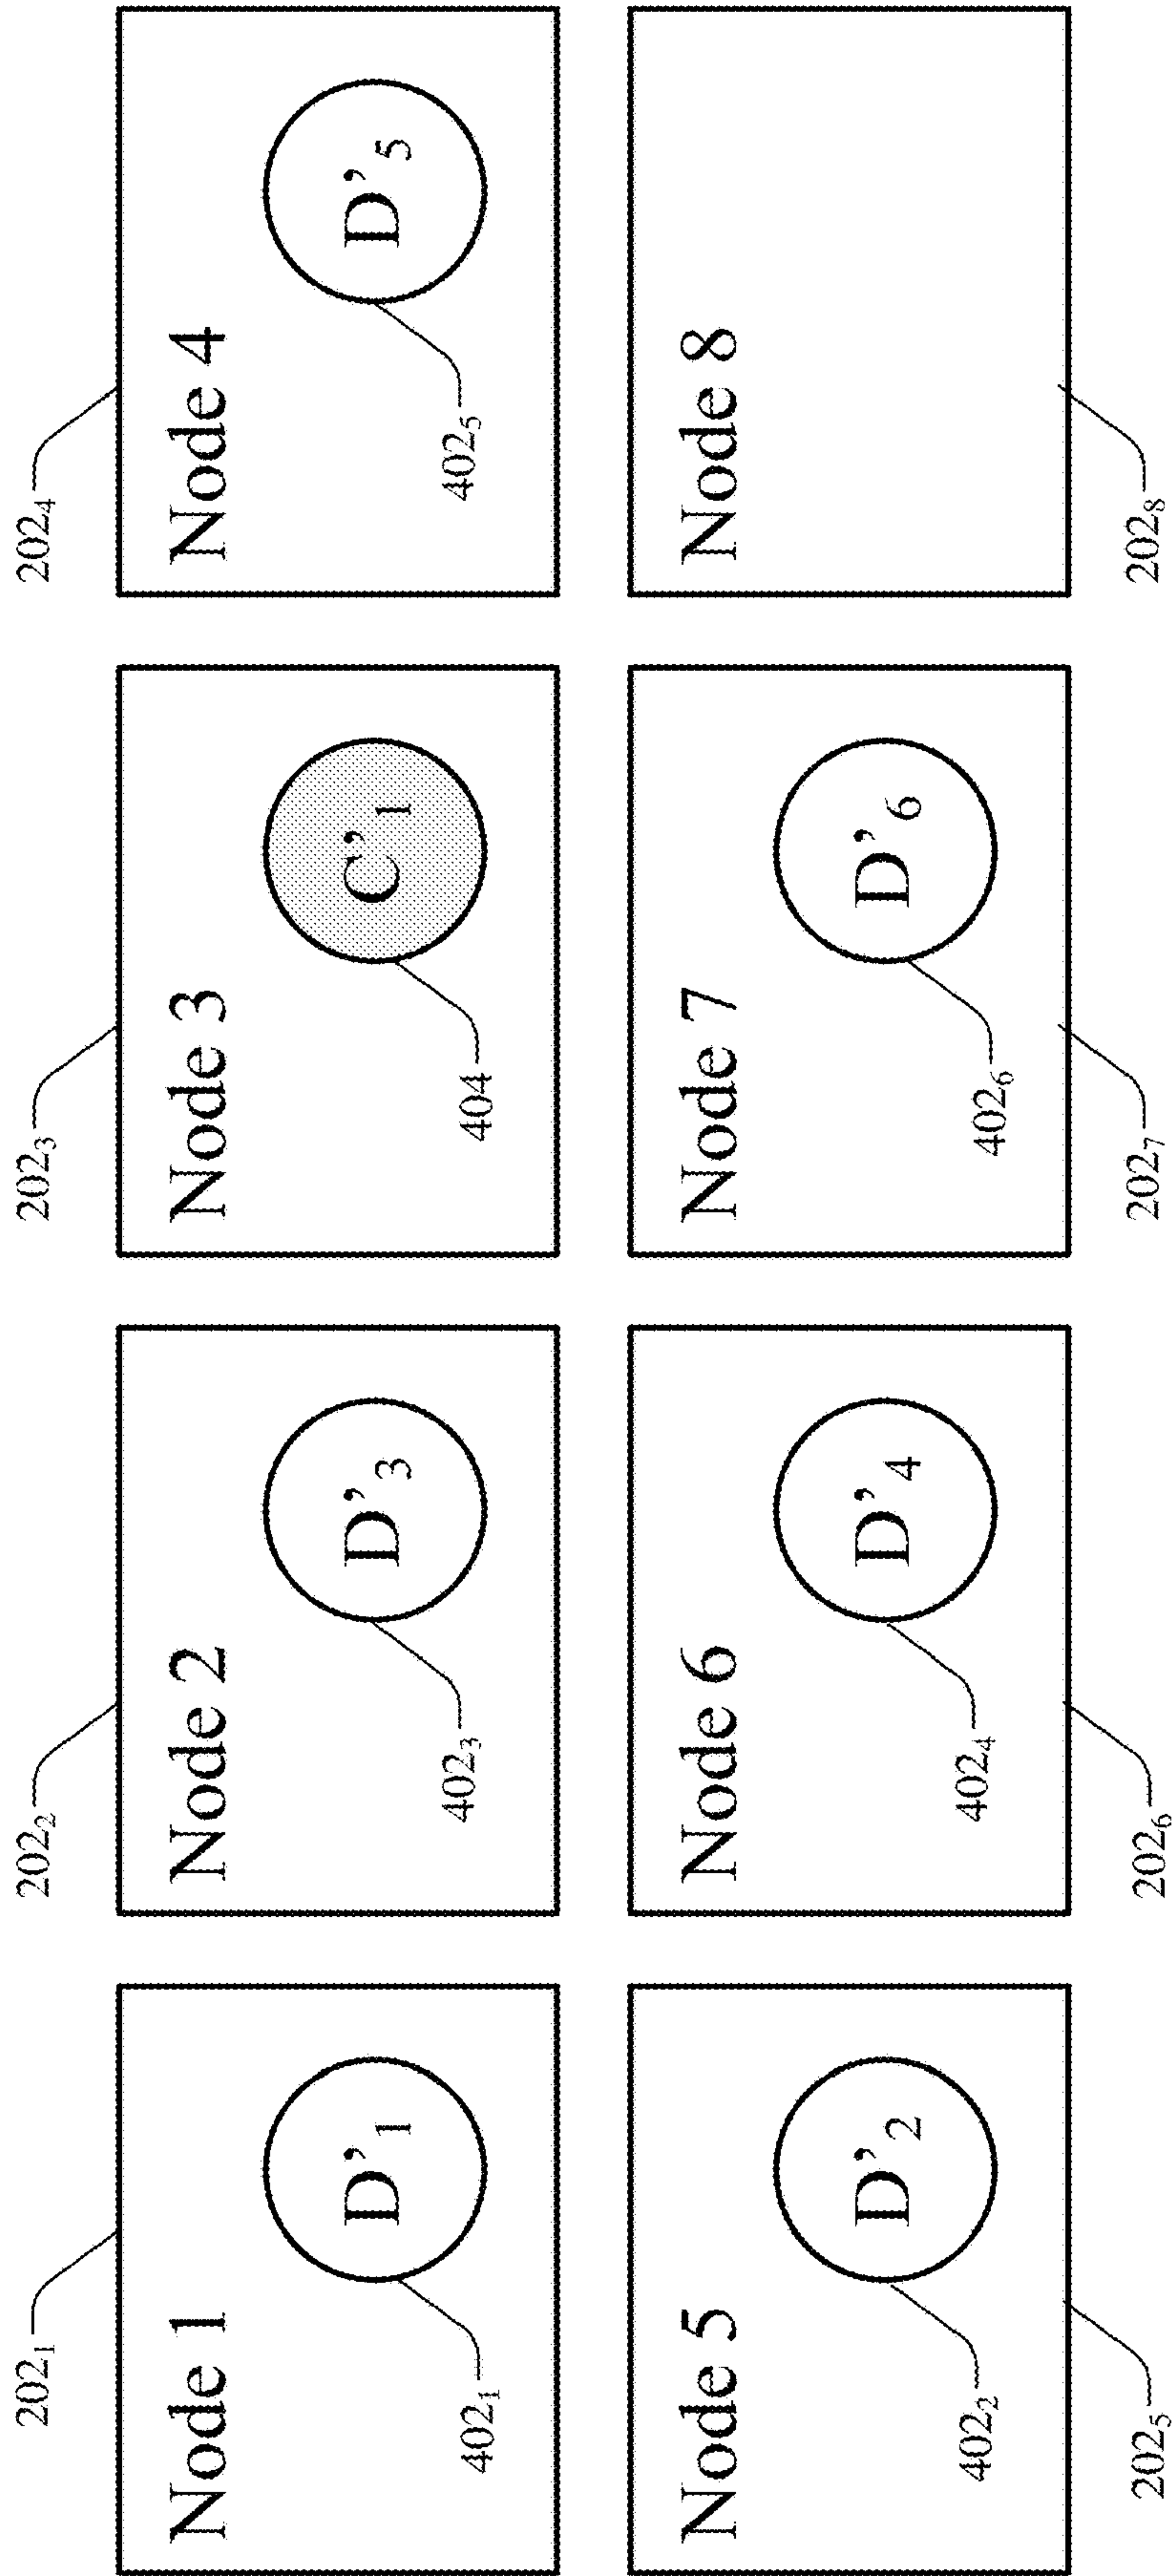 202₁ 202₂ 202₃ 202₄
Node 1 Node 2 Node 3 Node 4
D’₁ D’₃ C’₁ D’₅
402₁ 402₃ 404 402₅
Node 5 Node 6 Node 7 Node 8
D’₂ D’₄ D’₆
402₂ 402₄ 402₆
202₅ 202₆ 202₇ 202₈